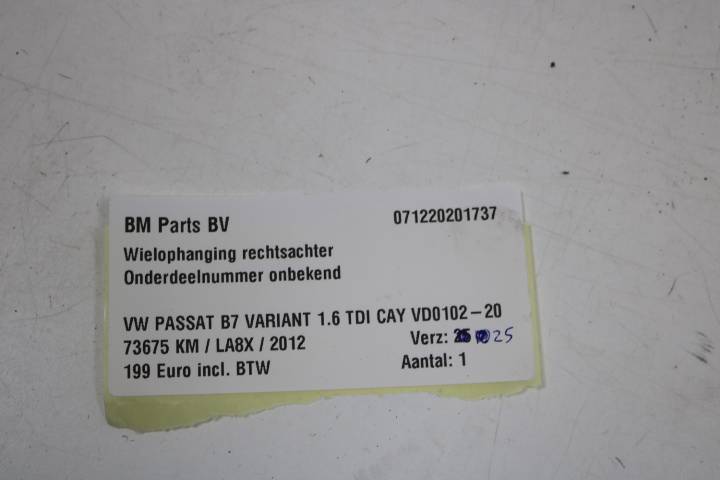 BM Parts BV 071220201737
Wielophanging rechtsachter
Onderdeelnummer onbekend
VW PASSAT B7 VARIANT 1.6 TDI CAY VD0102-20
73675 KM / LA8X / 2012 Verz: 25
199 Euro incl. BTW Aantal: 1